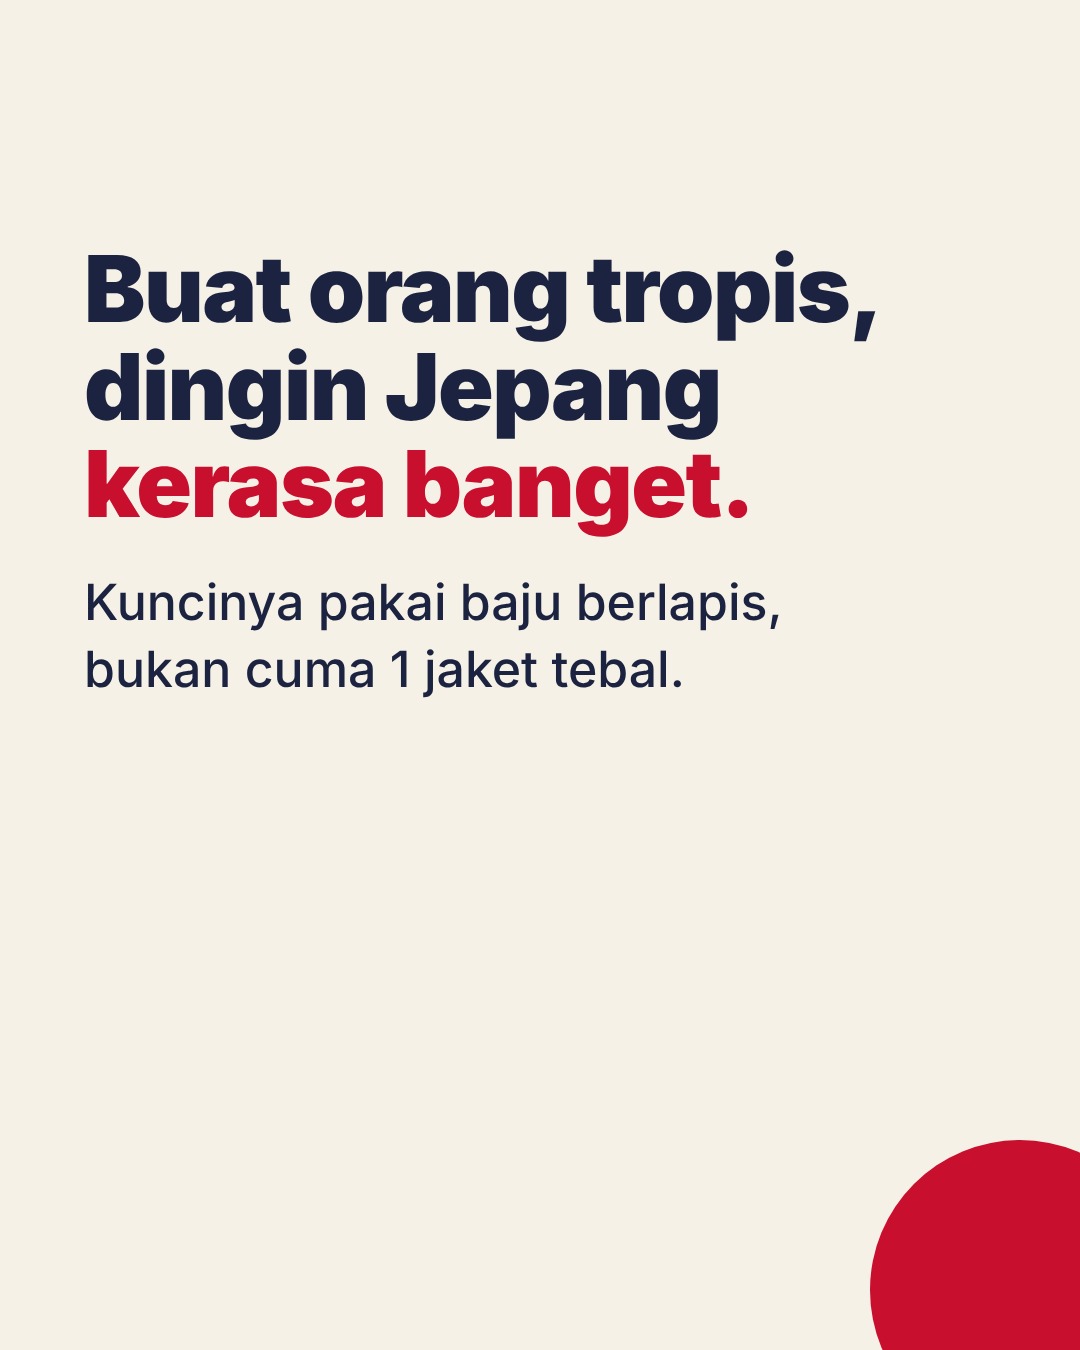 Buat orang tropis,
dingin Jepang
kerasa banget.
Kuncinya pakai baju berlapis,
bukan cuma 1 jaket tebal.